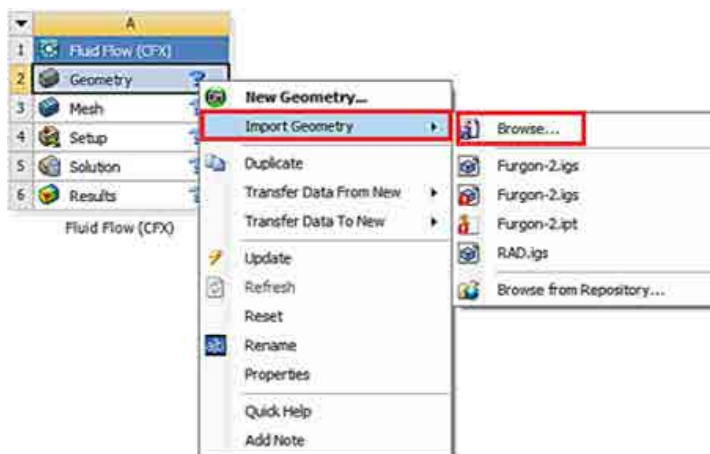 A
1 Fluid Flow (CFX)
2 Geometry ?
3 Mesh
4 Setup
5 Solution
6 Results
Fluid Flow (CFX)
New Geometry...
Import Geometry
Duplicate
Transfer Data From New
Transfer Data To New
Update
Refresh
Reset
ab Rename
Properties
Quick Help
Add Note
Browse...
Furgon-2.igs
Furgon-2.igs
Furgon-2.ipt
RAD.igs
Browse from Repository...